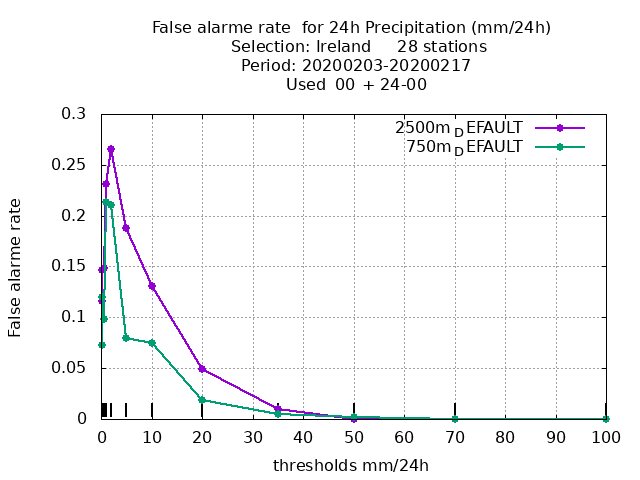 False alarme rate  for 24h Precipitation (mm/24h)
Selection: Ireland     28 stations
Period: 20200203-20200217
Used  00 + 24-00
0.3
0.25
0.2
0.15
0.1
0.05
0
False alarme rate
2500m_DEFAULT
750m_DEFAULT
0 10 20 30 40 50 60 70 80 90 100
thresholds mm/24h